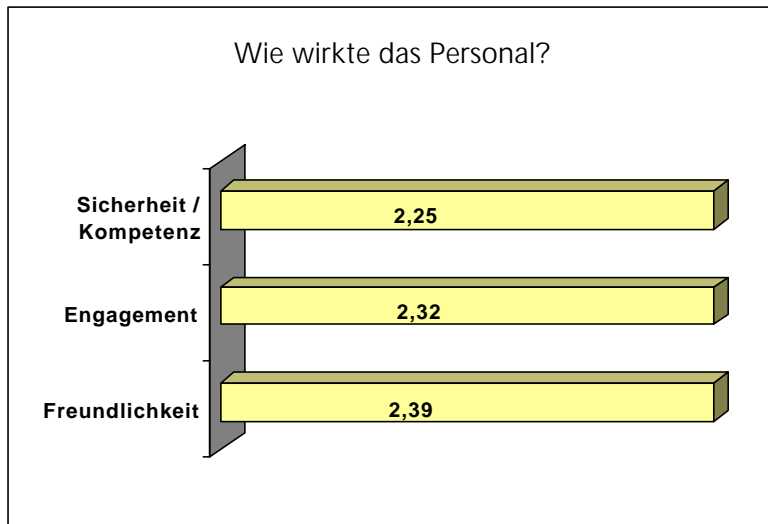 Wie wirkte das Personal?
Sicherheit /
Kompetenz
2,25
Engagement
2,32
Freundlichkeit
2,39